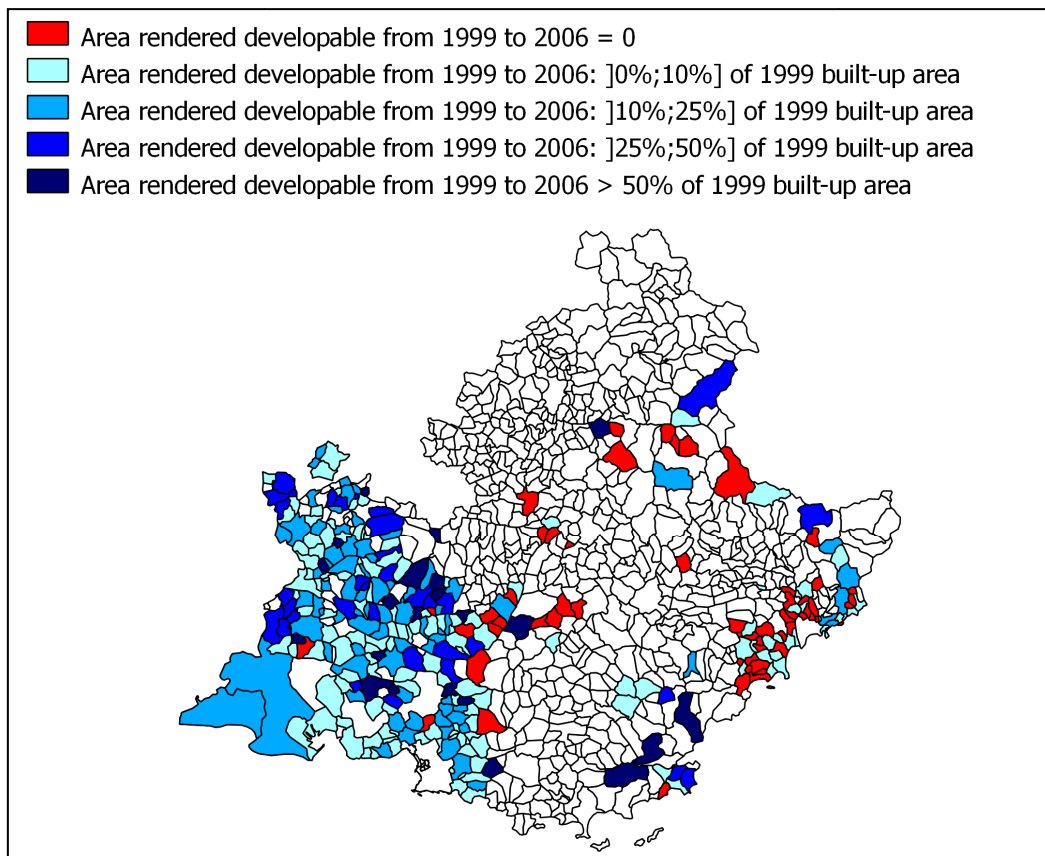 Area rendered developable from 1999 to 2006 = 0
Area rendered developable from 1999 to 2006: ]0%;10%] of 1999 built-up area
Area rendered developable from 1999 to 2006: ]10%;25%] of 1999 built-up area
Area rendered developable from 1999 to 2006: ]25%;50%] of 1999 built-up area
Area rendered developable from 1999 to 2006 > 50% of 1999 built-up area